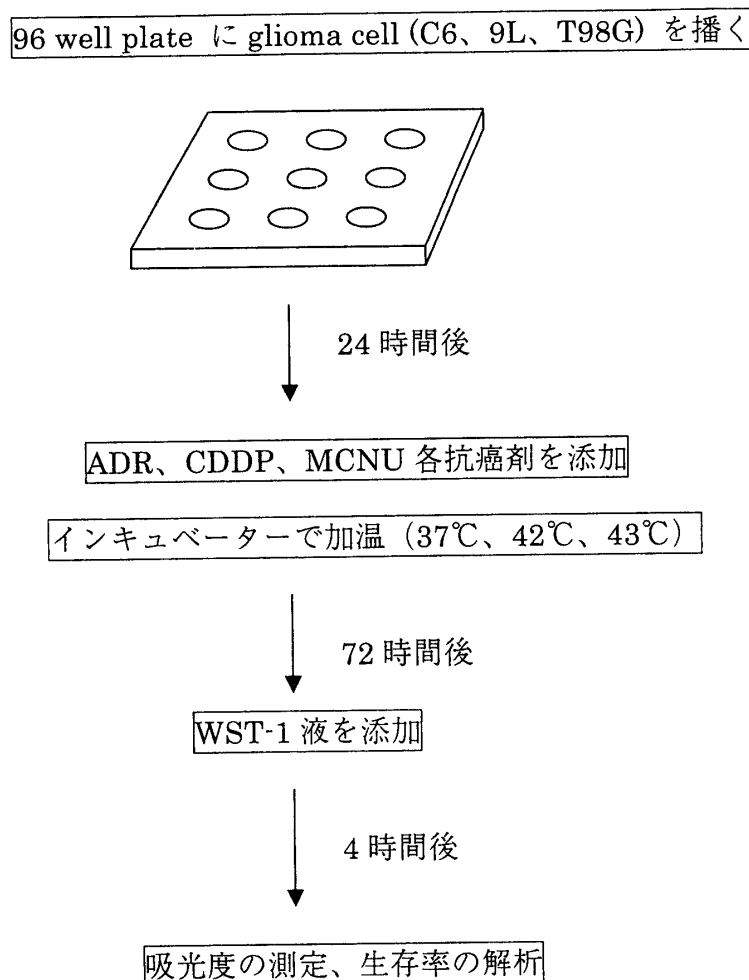 96 well plate に glioma cell (C6、9L、T98G) を播く
24 時間後
ADR、CDDP、MCNU 各抗癌剤を添加
インキュベーターで加温（37℃、42℃、43℃）
72 時間後
WST-1 液を添加
4 時間後
吸光度の測定、生存率の解析